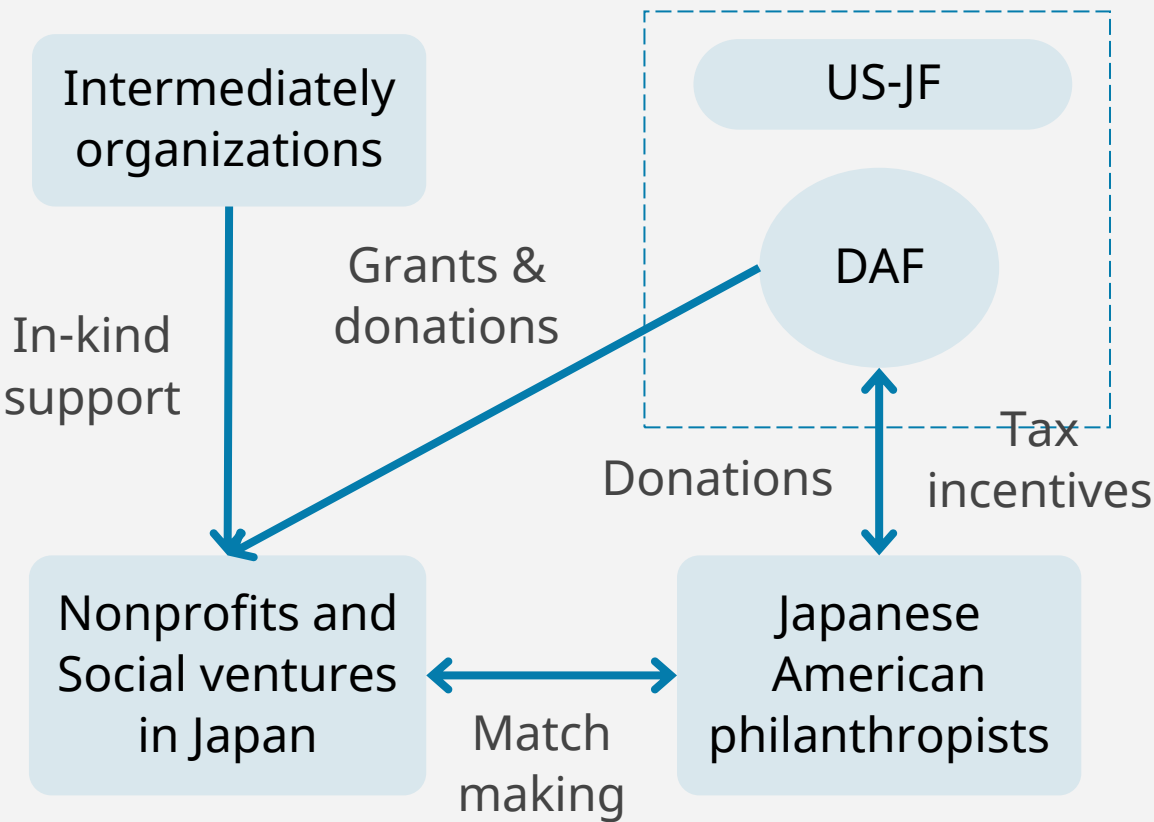 Intermediately
organizations
US-JF
DAF
Grants &
donations
In-kind
support
Tax
incentives
Donations
Nonprofits and
Social ventures
in Japan
Japanese
American
philanthropists
Match
making